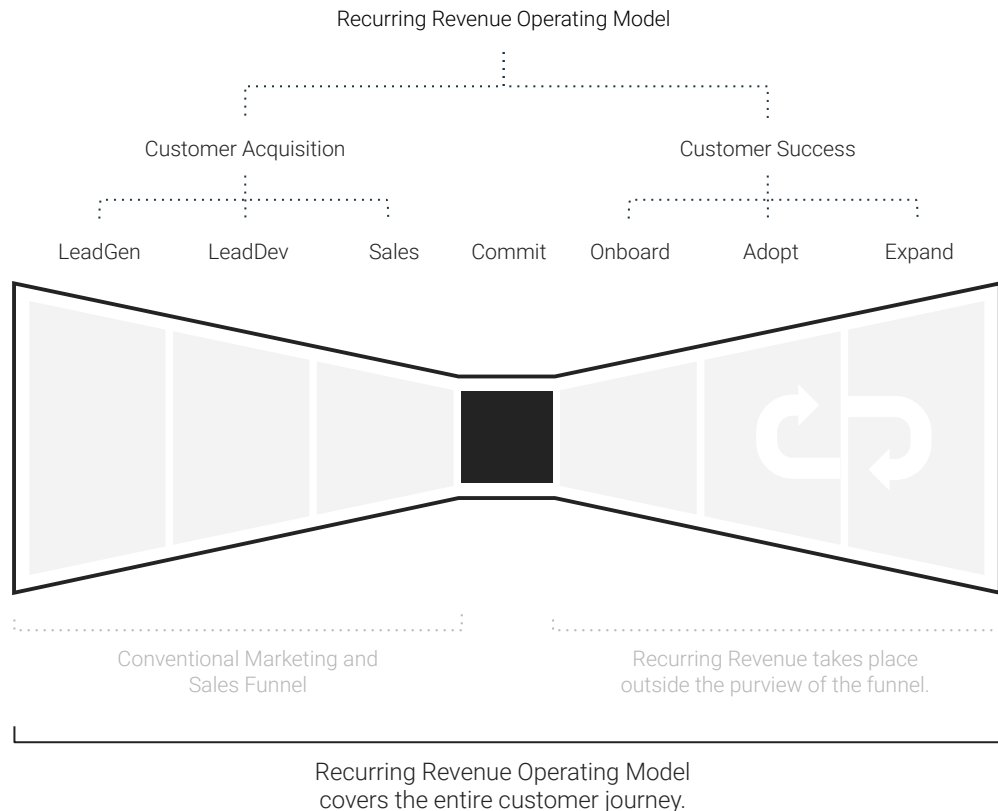 Recurring Revenue Operating Model
Customer Acquisition
Customer Success
LeadGen
LeadDev
Sales
Commit
Onboard
Adopt
Expand
Conventional Marketing and
Sales Funnel
Recurring Revenue takes place
outside the purview of the funnel.
Recurring Revenue Operating Model
covers the entire customer journey.